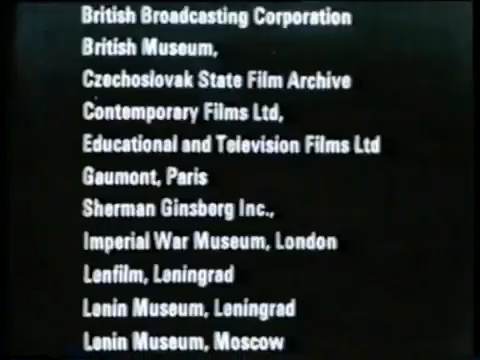 British Broadcasting Corporation
British Museum,
Czechoslovak State Film Archive
Contemporary Films Ltd,
Educational and Television Films Ltd
Gaumont, Paris
Sherman Ginsberg Inc.,
Imperial War Museum, London
Lenfilm, Leningrad
Lenin Museum, Leningrad
Lenin Museum, Moscow